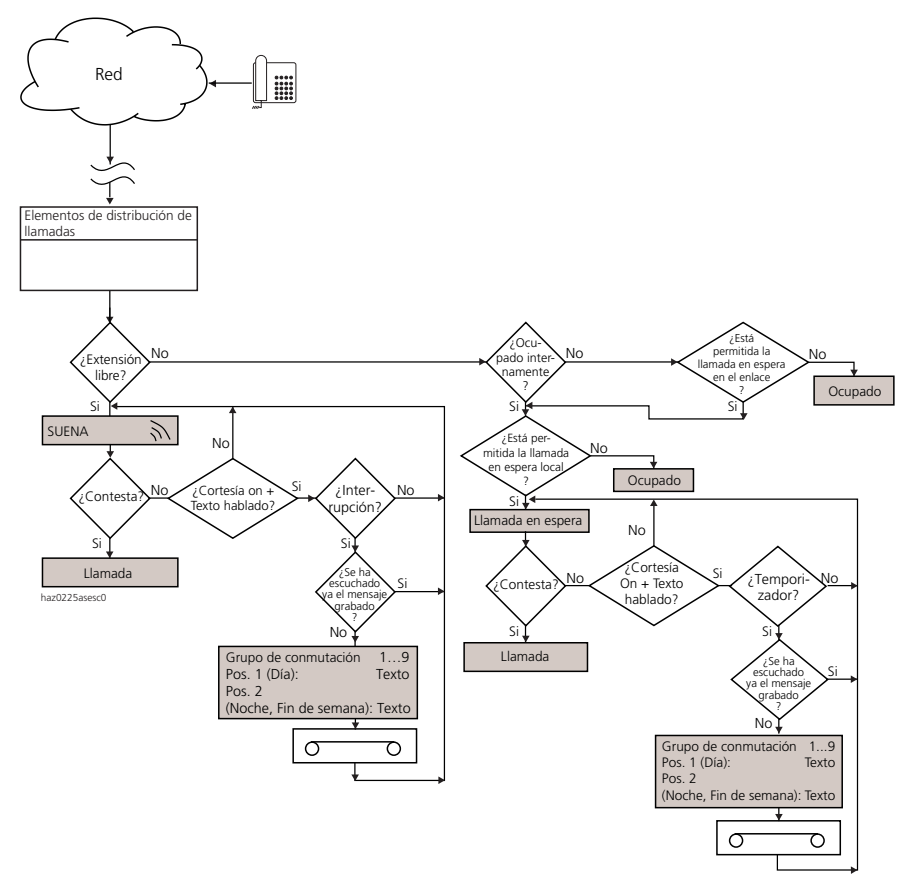 Red
Elementos de distribución de
llamadas
¿Extensión
libre?
No
Si
¿Ocu-
pado inter-
namente
?
No
Si
¿Está
permitida la
llamada en espera
en el enlace
?
No
Si
Ocupado
SUENA
¿Contesta?
No
Si
¿Cortesía on +
Texto hablado?
No
Si
¿Inter-
rupción?
No
Si
Llamada
haz0225asesc0
¿Se ha
escuchado
ya el mensaje
grabado
?
Si
No
Grupo de conmutación 1...9
Pos. 1 (Día): Texto
Pos. 2
(Noche, Fin de semana): Texto
¿Está per-
mitida la llamada
en espera local
?
No
Si
Ocupado
Llamada en espera
¿Contesta?
No
Si
¿Cortesía
On + Texto
hablado?
No
Si
¿Tempori-
zador?
No
Si
Llamada
¿Se ha
escuchado
ya el mensaje
grabado
?
Si
No
Grupo de conmutación 1...9
Pos. 1 (Día): Texto
Pos. 2
(Noche, Fin de semana): Texto